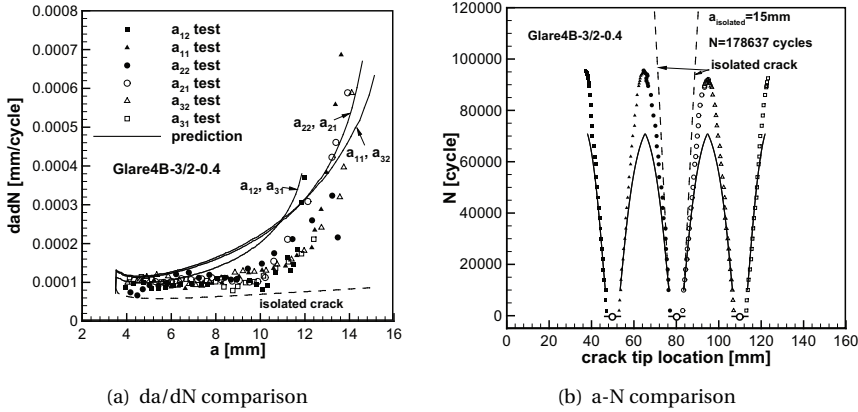 0.0008
0.0007
0.0006
0.0005
0.0004
0.0003
0.0002
0.0001
0
dadN [mm/cycle]
a12 test
a11 test
a22 test
a21 test
a32 test
a31 test
prediction
Glare4B-3/2-0.4
a22, a21
a11, a32
a12, a31
isolated crack
2 4 6 8 10 12 14 16
a [mm]
(a) da/dN comparison
120000
100000
80000
60000
40000
20000
0
N [cycle]
Glare4B-3/2-0.4
aisolated=15mm
N=178637 cycles
isolated crack
0 20 40 60 80 100 120 140 160
crack tip location [mm]
(b) a-N comparison